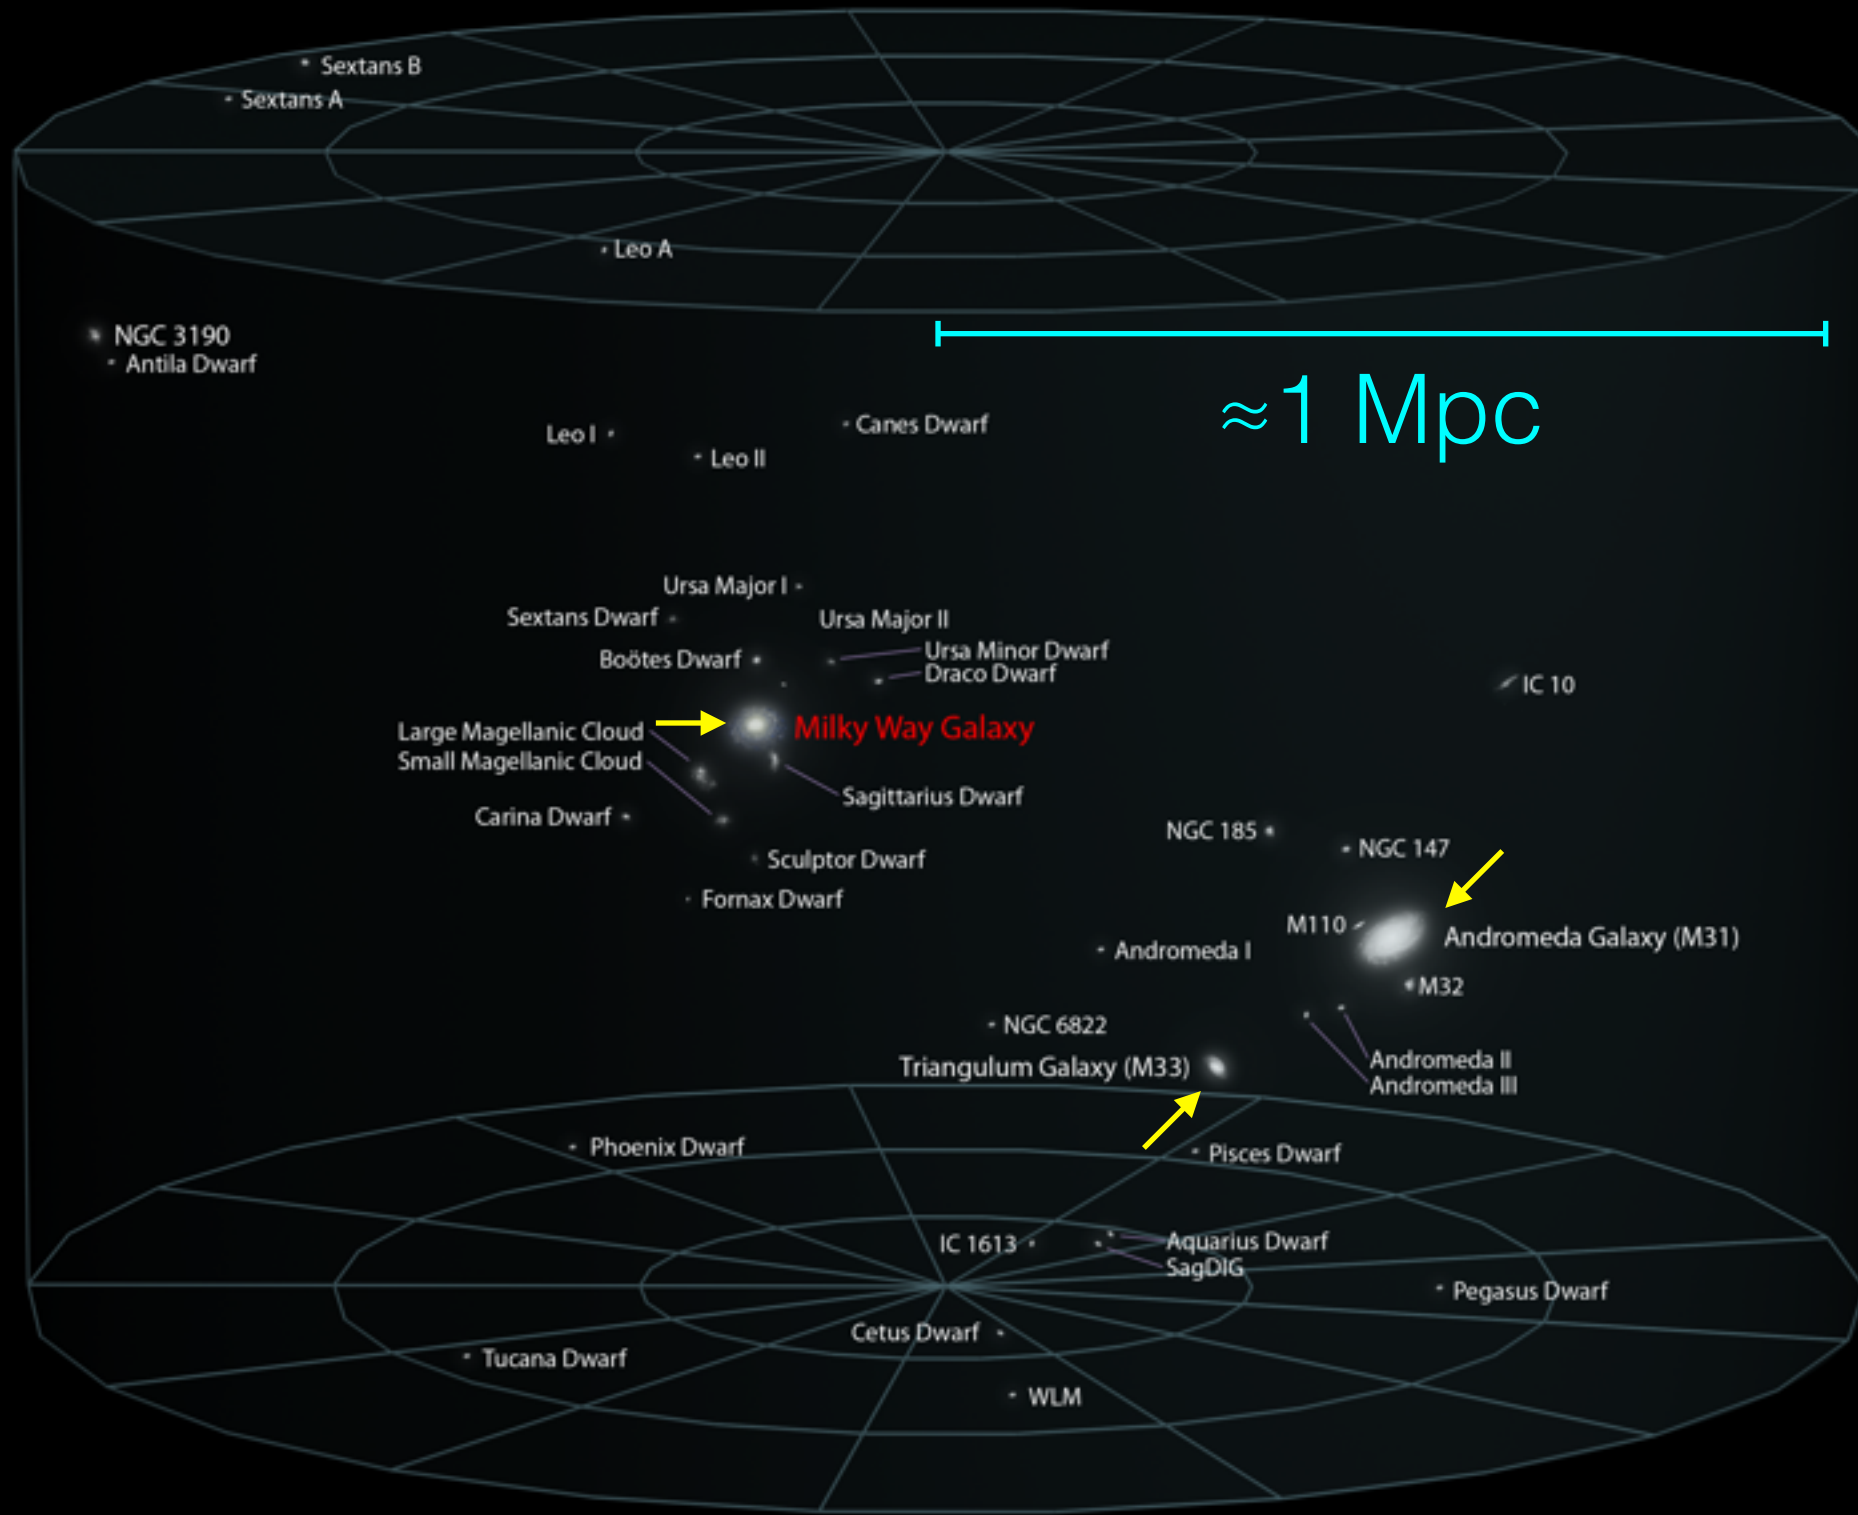 Sextans B
Sextans A
Leo A
NGC 3190
Antila Dwarf
≈1 Mpc
Leo I
Canes Dwarf
Leo II
Ursa Major I
Sextans Dwarf
Ursa Major II
Boötes Dwarf
Ursa Minor Dwarf
Draco Dwarf
IC 10
Large Magellanic Cloud
Milky Way Galaxy
Small Magellanic Cloud
Sagittarius Dwarf
Carina Dwarf
NGC 185
NGC 147
Sculptor Dwarf
Fornax Dwarf
M110
Andromeda Galaxy (M31)
Andromeda I
M32
NGC 6822
Triangulum Galaxy (M33)
Andromeda II
Andromeda III
Phoenix Dwarf
Pisces Dwarf
IC 1613
Aquarius Dwarf
SagDIG
Pegasus Dwarf
Cetus Dwarf
Tucana Dwarf
WLM